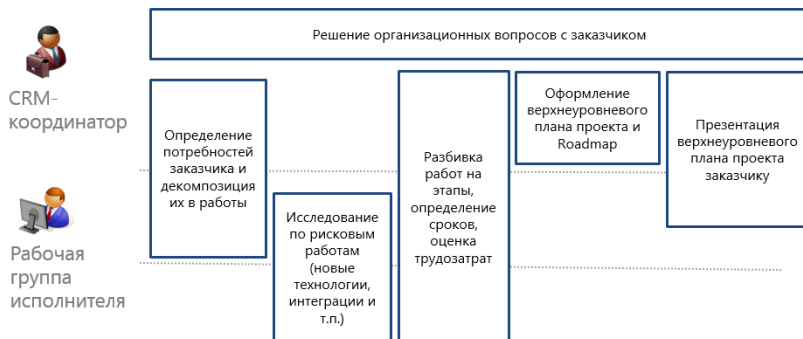 Решение организационных вопросов с заказчиком
CRM-
координатор
Определение
потребностей
заказчика и
декомпозиция
их в работы
Исследование
по рисковым
работам
(новые
технологии,
интеграции и
т.п.)
Разбивка
работ на
этапы,
определение
сроков,
оценка
трудозатрат
Оформление
верхнеуровневого
плана проекта и
Roadmap
Презентация
верхнеуровневого
плана проекта
заказчику
Рабочая
группа
исполнителя